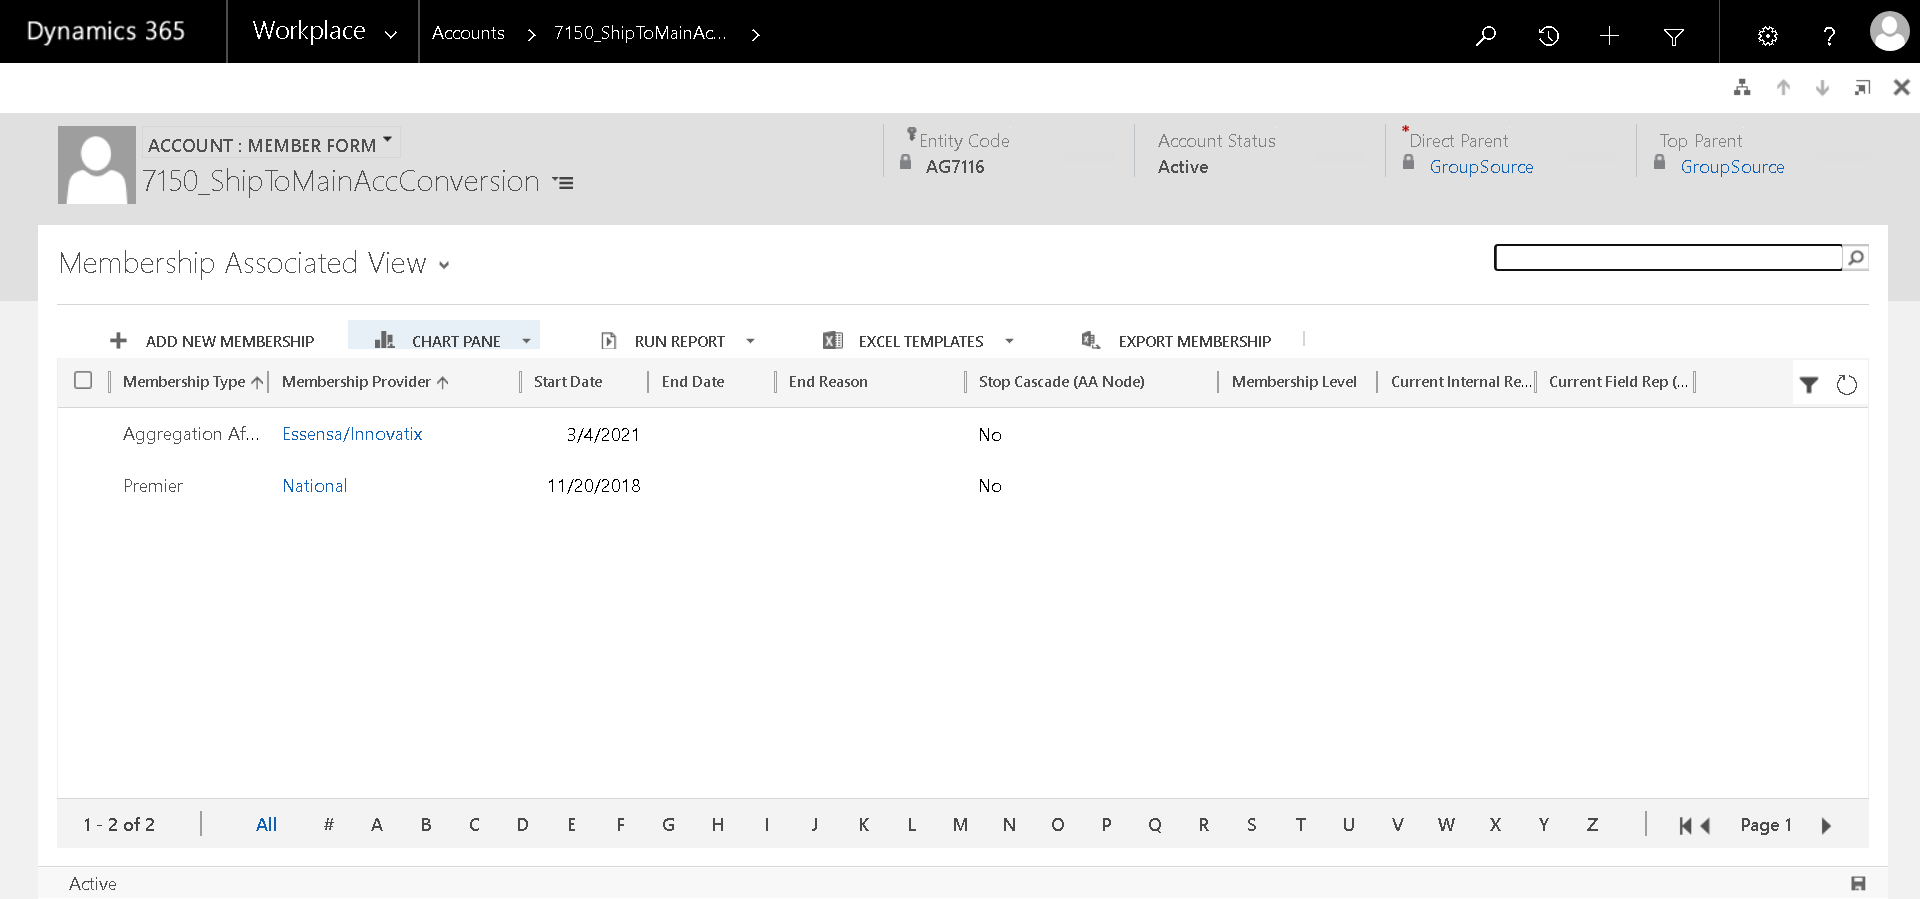 Dynamics 365 Workplace Accounts 7150_ShipToMainAc...
?
ACCOUNT : MEMBER FORM
7150_ShipToMainAccConversion
Entity Code
AG7116
Account Status
Active
*Direct Parent
GroupSource
Top Parent
GroupSource
Membership Associated View
ADD NEW MEMBERSHIP CHART PANE RUN REPORT EXCEL TEMPLATES EXPORT MEMBERSHIP
Membership Type Membership Provider Start Date End Date End Reason Stop Cascade (AA Node) Membership Level Current Internal Re... Current Field Rep (...
Aggregation Af... Essensa/Innovatix 3/4/2021 No
Premier National 11/20/2018 No
1 - 2 of 2 All # A B C D E F G H I J K L M N O P Q R S T U V W X Y Z Page 1
Active